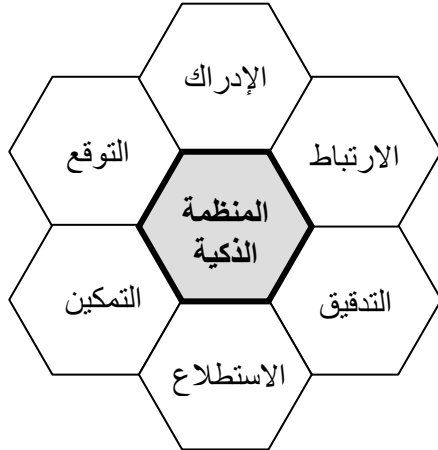 الإدراك
الارتباط
التوقع
المنظمة
الذكية
التدقيق
التمكين
الاستطلاع